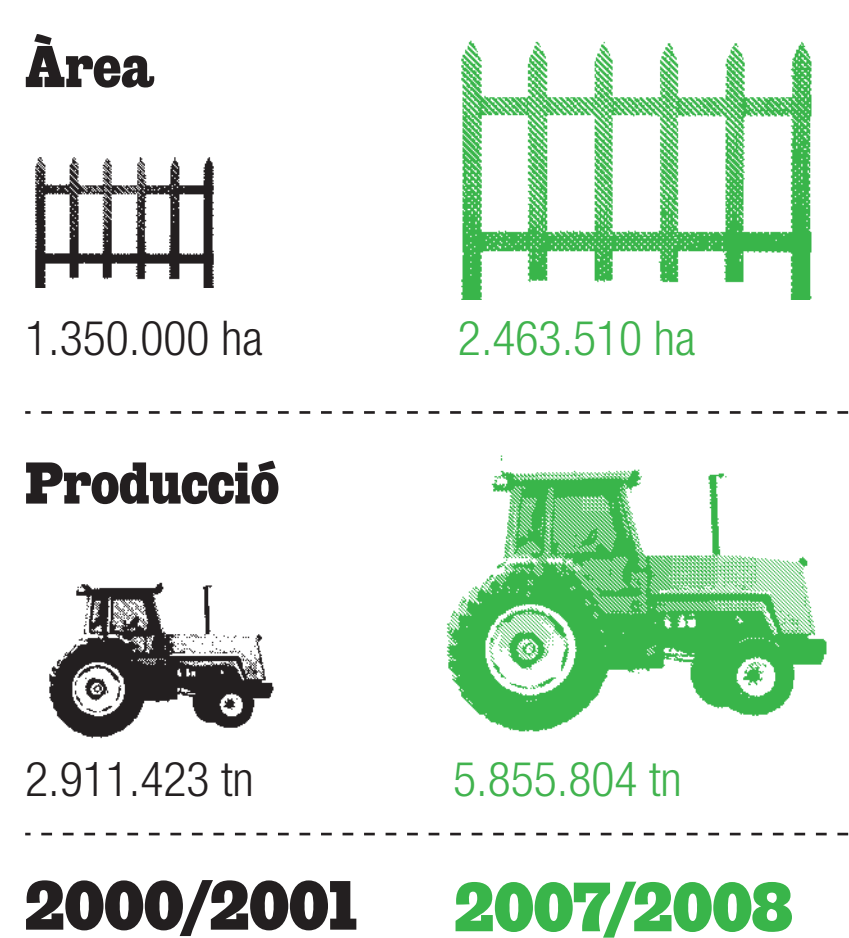 Àrea
1.350.000 ha
2.463.510 ha
Producció
2.911.423 tn
5.855.804 tn
2000/2001
2007/2008